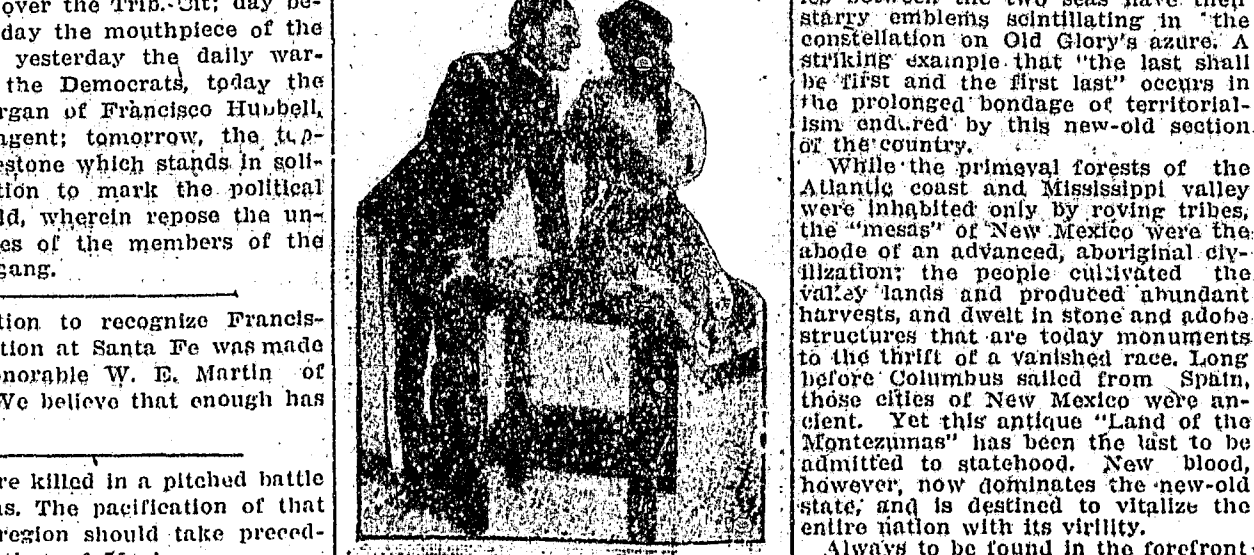 over the Trib.-Cit; day be-
day the mouthpiece of the
yesterday the daily war-
the Democrats, today the
rgan of Francisco Hubbell,
ngent; tomorrow, the
estone which stands in soli-
tion to mark the political
ld, wherein repose the un-
es of the members of the
gang.
tion to recognize Francis-
tion at Santa Fe was made
onorable W. E. Martin of
We believe that enough has
re killed in a pitched battle
as. The pacification of that
region should take preced-
ies between the two seas have their
starry emblems scintillating in "the
constellation on Old Glory's azure. A
striking example that "the last shall
be first and the first last" occurs in
the prolonged bondage of territorial-
ism endured by this new-old section
of the country.
While the primeval forests of the
Atlantic coast and Mississippi valley
were inhabited only by roving tribes,
the "mesas" of New Mexico were the
abode of an advanced, aboriginal civ-
ilization; the people cultivated the
valley lands and produced abundant
harvests, and dwelt in stone and adobe
structures that are today monuments
to the thrift of a vanished race. Long
before Columbus sailed from Spain,
those cities of New Mexico were an-
cient. Yet this antique "Land of the
Montezumas" has been the last to be
admitted to statehood. New blood,
however, now dominates the new-old
state, and is destined to vitalize the
entire nation with its virility.
Always to be found in the forefront